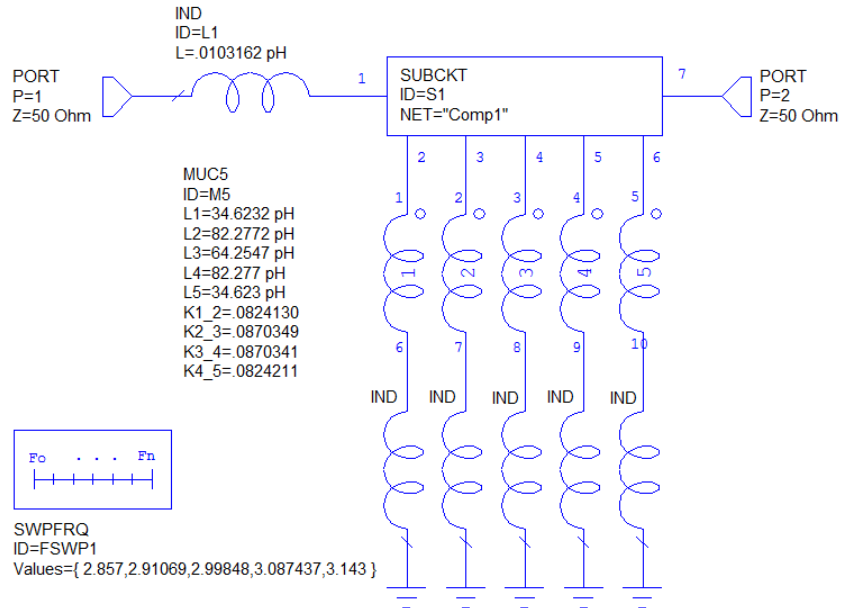 IND
ID=L1
L=.0103162 pH
PORT
P=1
Z=50 Ohm
1
SUBCKT
ID=S1
NET="Comp1"
7
PORT
P=2
Z=50 Ohm
2 3 4 5 6
MUC5
ID=M5
L1=34.6232 pH
L2=82.2772 pH
L3=64.2547 pH
L4=82.277 pH
L5=34.623 pH
K1_2=.0824130
K2_3=.0870349
K3_4=.0870341
K4_5=.0824211
1 2 3 4 5
1 2 3 4 5
6 7 8 9 10
IND IND IND IND IND
Fo . . . Fn
SWPFRQ
ID=FSWP1
Values={ 2.857,2.91069,2.99848,3.087437,3.143 }